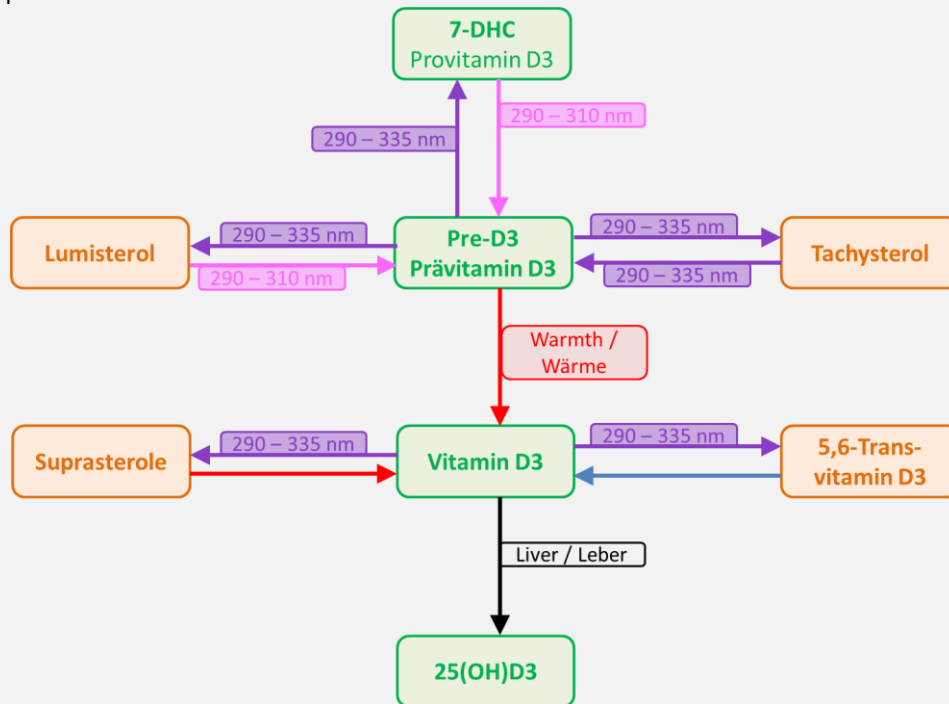 7-DHC
Provitamin D3
290 – 310 nm
290 – 335 nm
Lumisterol
290 – 335 nm
290 – 310 nm
Pre-D3
Prävitamin D3
290 – 335 nm
290 – 335 nm
Tachysterol
Warmth /
Wärme
Suprasterole
290 – 335 nm
Vitamin D3
290 – 335 nm
5,6-Trans-
vitamin D3
Liver / Leber
25(OH)D3